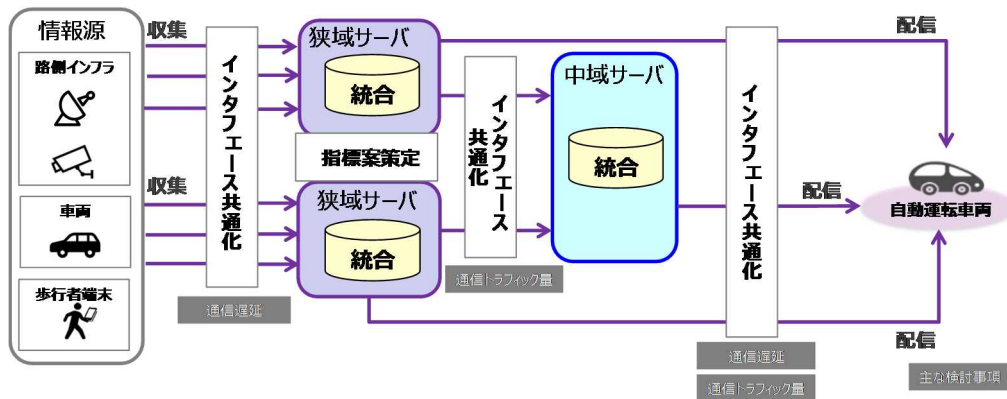 情報源
路側インフラ
車両
歩行者端末
収集
収集
インタフェース共通化
通信遅延
狭域サーバ
統合
指標案策定
狭域サーバ
統合
インタフェース
共通化
通信トラフィック量
中域サーバ
統合
インタフェース共通化
通信遅延
通信トラフィック量
配信
配信
配信
自動運転車両
主な検討事項